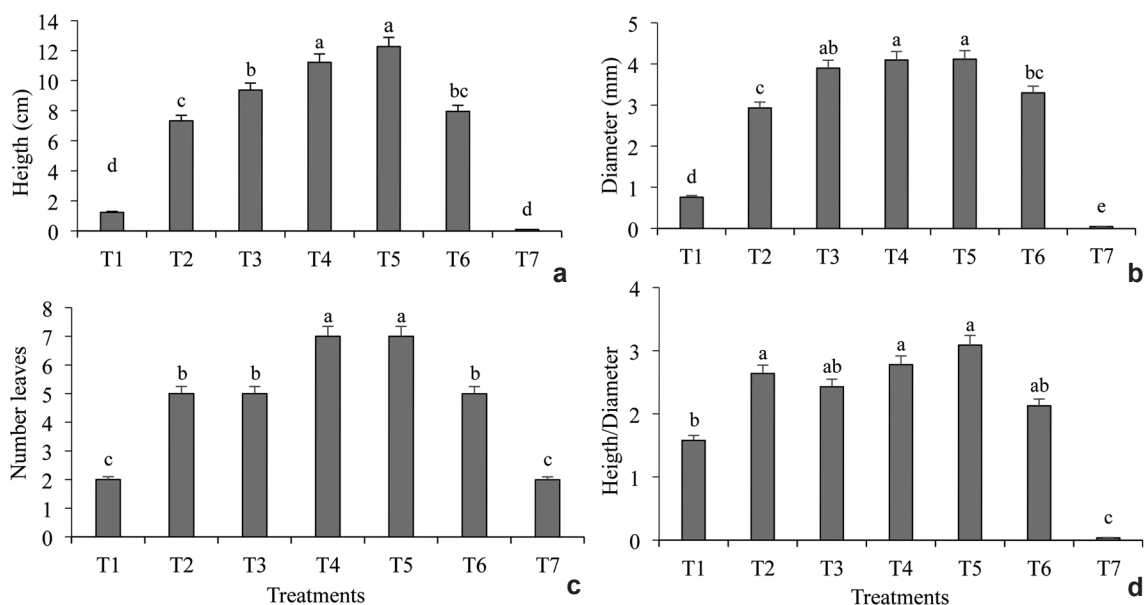 14
12
10
8
6
4
2
0
Heigth (cm)
d
c
b
a
a
bc
d
T1 T2 T3 T4 T5 T6 T7
a
5
4
3
2
1
0
Diameter (mm)
d
c
ab
a
a
bc
e
T1 T2 T3 T4 T5 T6 T7
b
8
7
6
5
4
3
2
1
0
Number leaves
c
b
b
a
a
b
c
T1 T2 T3 T4 T5 T6 T7
Treatments
c
4
3
2
1
0
Heigth/Diameter
b
a
ab
a
a
ab
c
T1 T2 T3 T4 T5 T6 T7
Treatments
d